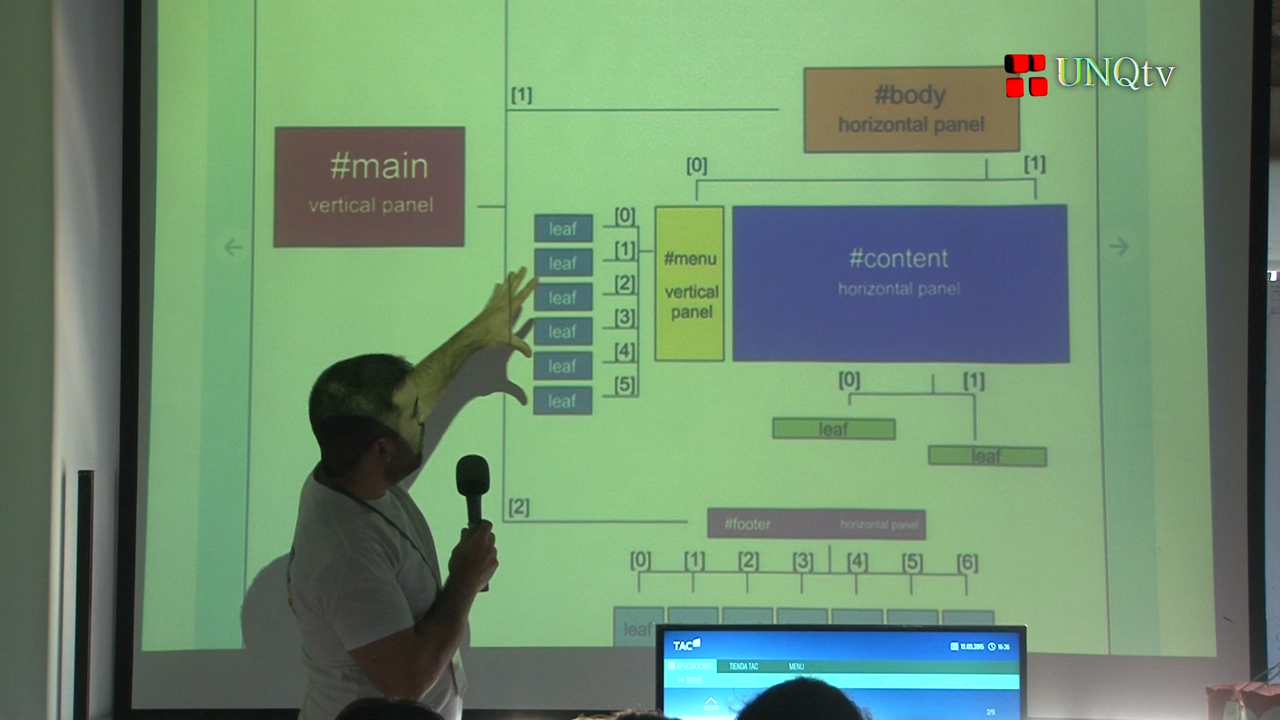 UNQtv
[1]
#body
horizontal panel
#main
vertical panel
[0]
[1]
leaf
leaf
leaf
leaf
leaf
leaf
[0]
[1]
[2]
[3]
[4]
[5]
#menu
vertical
panel
#content
horizontal panel
[0]
[1]
leaf
leaf
[2]
#footer
horizontal panel
[0]
[1]
[2]
[3]
[4]
[5]
[6]
leaf
TAC
TIENDA TAC
MENU
2/9